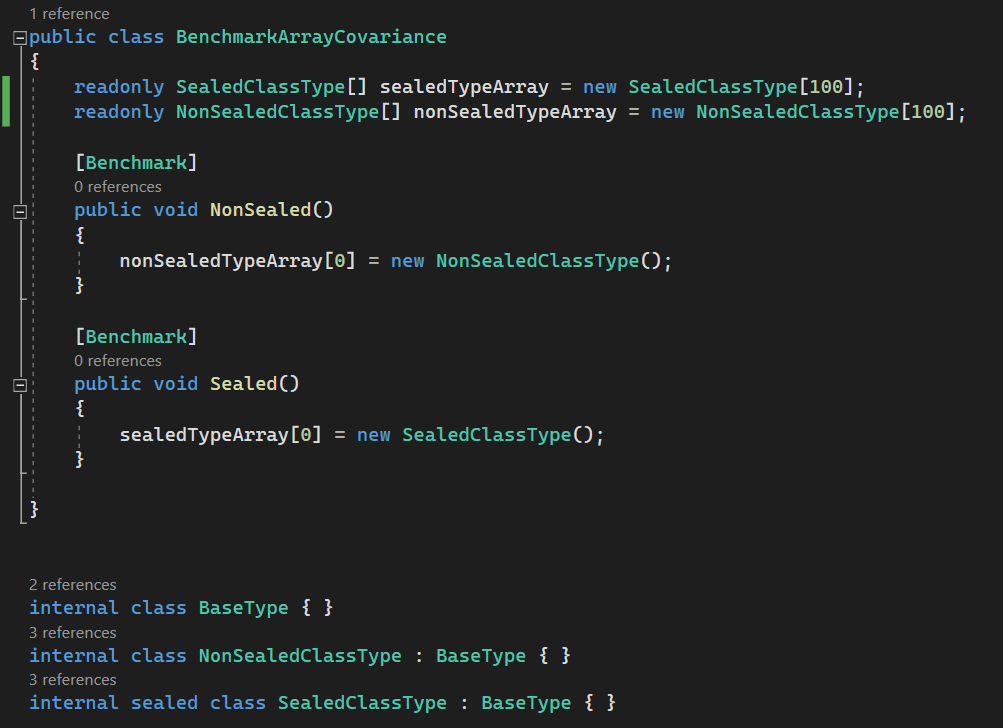 1 reference
public class BenchmarkArrayCovariance
{
readonly SealedClassType[] sealedTypeArray = new SealedClassType[100];
readonly NonSealedClassType[] nonSealedTypeArray = new NonSealedClassType[100];
[Benchmark]
0 references
public void NonSealed()
{
nonSealedTypeArray[0] = new NonSealedClassType();
}
[Benchmark]
0 references
public void Sealed()
{
sealedTypeArray[0] = new SealedClassType();
}
}
2 references
internal class BaseType { }
3 references
internal class NonSealedClassType : BaseType { }
3 references
internal sealed class SealedClassType : BaseType { }